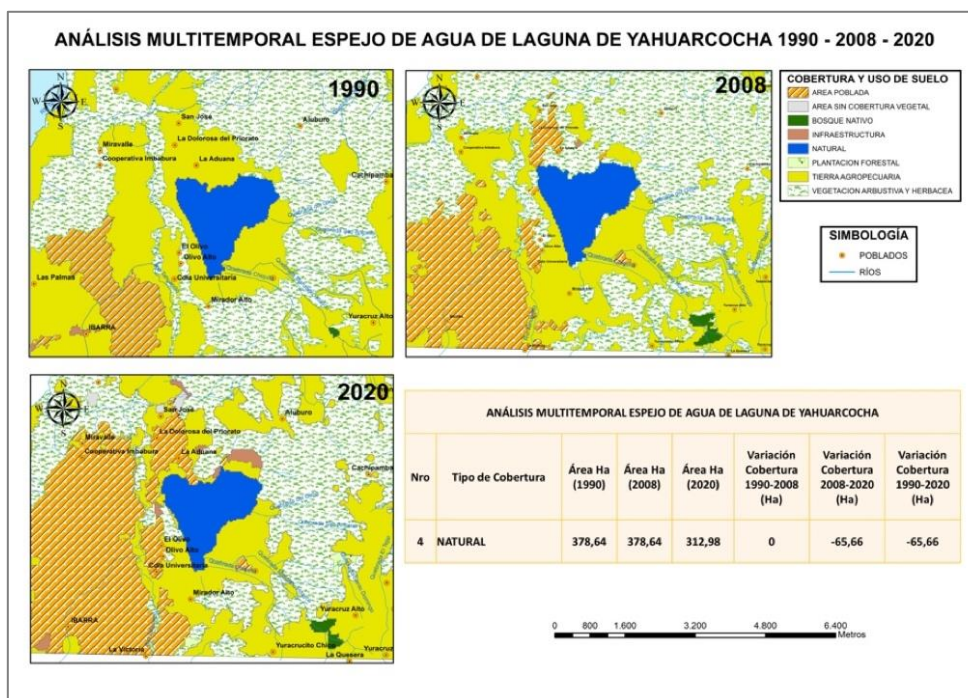 ANÁLISIS MULTITEMPORAL ESPEJO DE AGUA DE LAGUNA DE YAHUARCOCHA 1990 - 2008 - 2020
1990
N
W E
S
San José
Aluburo
La Dolorosa del Priorato
Miravalle
Cooperativa Imbabura
La Aduana
Cachipamba
El Olivo
Olivo Alto
Cdla Universitaria
Las Palmas
Mirador Alto
Yuracruz Alto
IBARRA
2008
N
W E
S
COBERTURA Y USO DE SUELO
AREA POBLADA
AREA SIN COBERTURA VEGETAL
BOSQUE NATIVO
INFRAESTRUCTURA
NATURAL
PLANTACION FORESTAL
TIERRA AGROPECUARIA
VEGETACION ARBUSTIVA Y HERBACEA
SIMBOLOGÍA
POBLADOS
RÍOS
2020
N
W E
S
San José
Aluburo
Miravalle
La Dolorosa del Priorato
Cooperativa Imbabura
La Aduana
Cachipamba
El Olivo
Olivo Alto
Cdla Universitaria
Mirador Alto
Yuracruz Alto
IBARRA
Yuracrucito Chico
Yuracruz
La Victoria
La Quesera
ANÁLISIS MULTITEMPORAL ESPEJO DE AGUA DE LAGUNA DE YAHUARCOCHA
Nro Tipo de Cobertura Área Ha (1990) Área Ha (2008) Área Ha (2020) Variación Cobertura 1990-2008 (Ha) Variación Cobertura 2008-2020 (Ha) Variación Cobertura 1990-2020 (Ha)
4 NATURAL 378,64 378,64 312,98 0 -65,66 -65,66
0 800 1.600 3.200 4.800 6.400
Metros